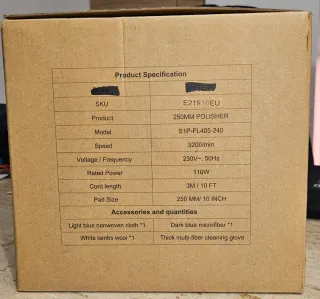 Product Specification
SKU E21916EU
Product 250MM POLISHER
Model S1P-FL405-240
Speed 3200/min
Voltage / Frequency 230V~, 50Hz
Rated Power 110W
Cord length 3M / 10 FT
Pad Size 250 MM/ 10 INCH
Accessories and quantities
Light blue nonwoven cloth *1 Dark blue microfiber *1
White lambs wool *1 Thick multi-fiber cleaning glove